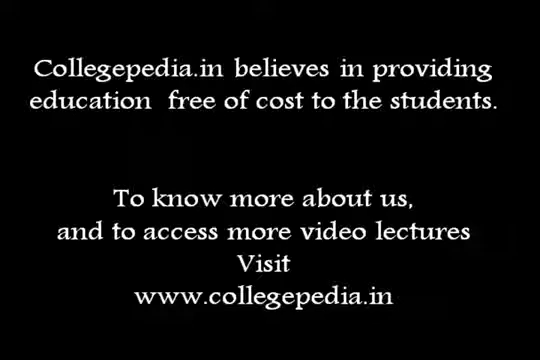 Collegepedia.in believes in providing
education free of cost to the students.
To know more about us,
and to access more video lectures
Visit
www.collegepedia.in